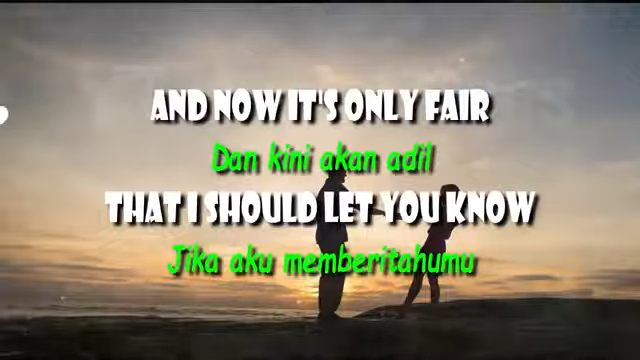 AND NOW IT'S ONLY FAIR
Dan kini akan adil
THAT I SHOULD LET YOU KNOW
Jika aku memberitahumu